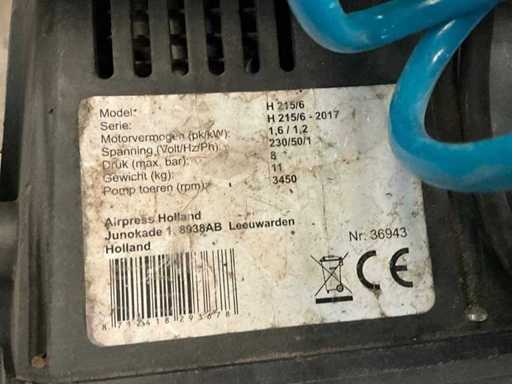 Model: H 215/6
Serie: H 215/6 - 2017
Motorvermogen (pk/kW): 1,6 / 1,2
Spanning (Volt/Hz/Ph): 230/50/1
Druk (max. bar): 8
Gewicht (kg): 11
Pomp toeren (rpm): 3450
Airpress Holland
Junokade 1, 8938AB Leeuwarden
Holland
Nr. 36943
CE